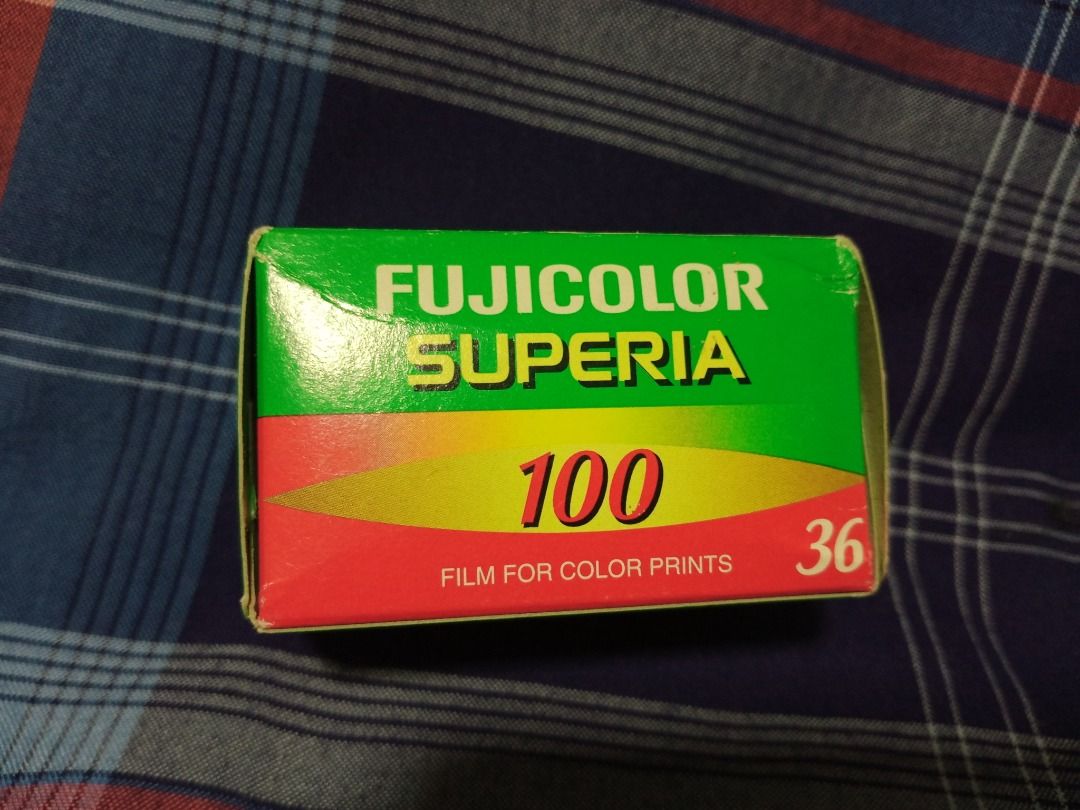 FUJICOLOR
SUPERIA
100
36
FILM FOR COLOR PRINTS